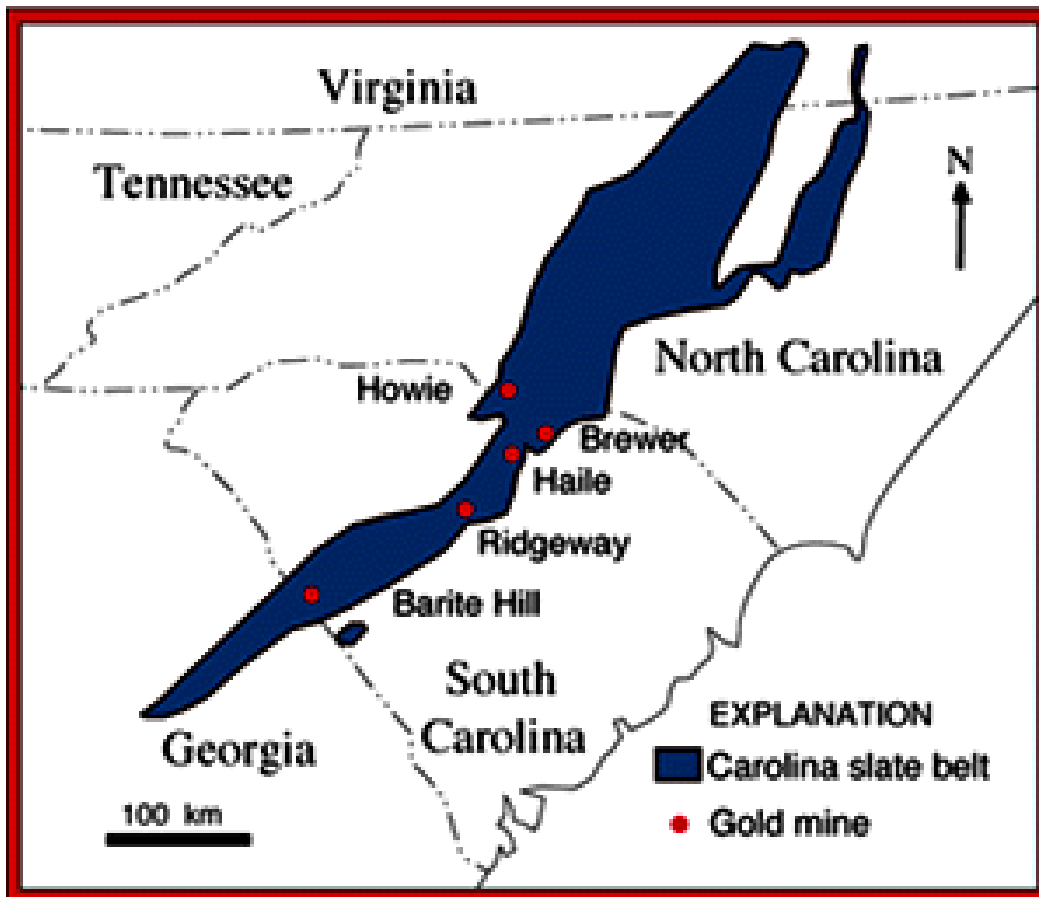 Virginia
Tennessee
N
North Carolina
Howie
Brewer
Haile
Ridgeway
Barite Hill
South
Carolina
Georgia
EXPLANATION
Carolina slate belt
Gold mine
100 km